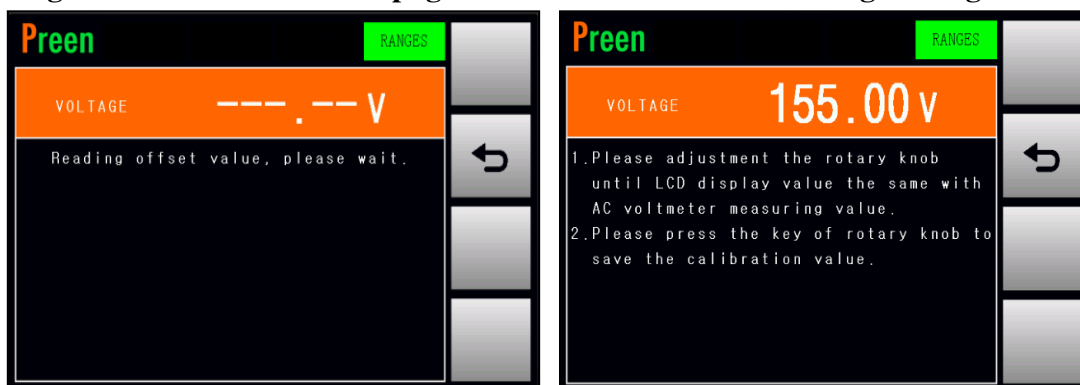 Preen
RANGES
VOLTAGE ---.-- V
Reading offset value, please wait.
Preen
RANGES
VOLTAGE 155.00 V
1.Please adjustment the rotary knob
until LCD display value the same with
AC voltmeter measuring value.
2.Please press the key of rotary knob to
save the calibration value.